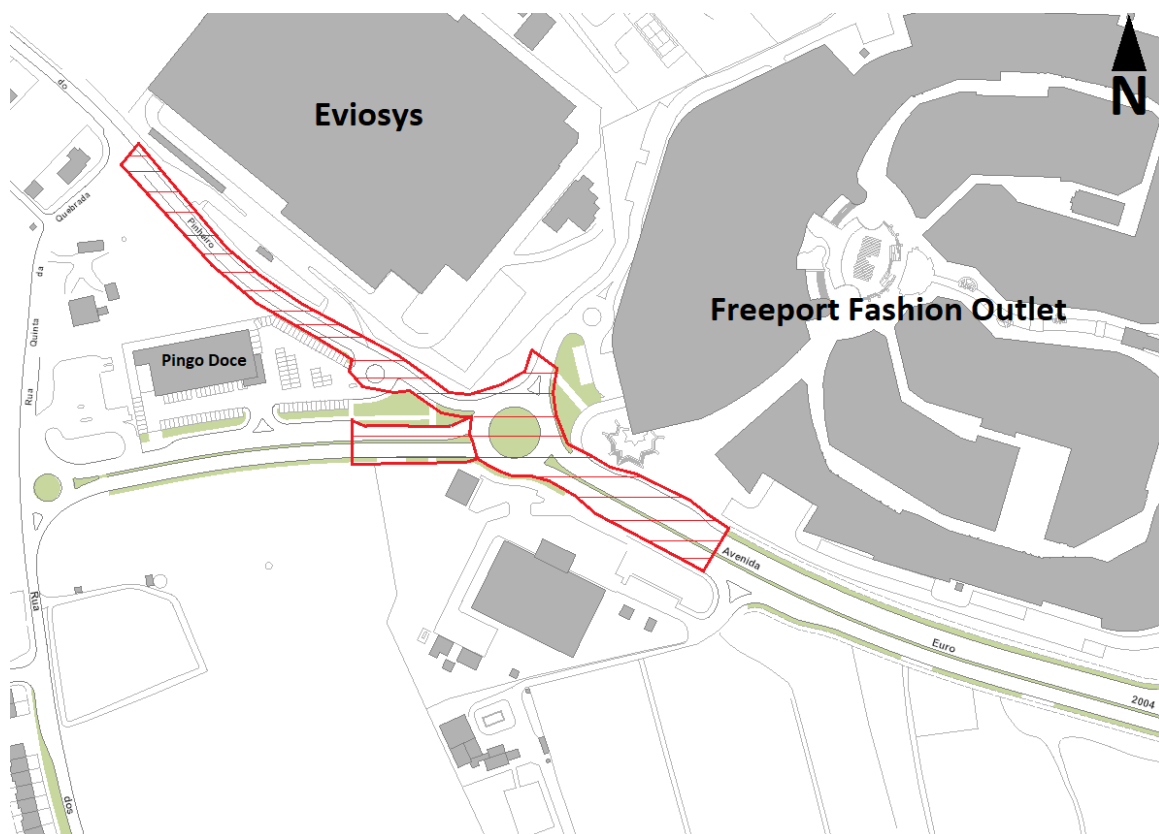 Eviosys
N
do
Quebrada
da
Quinta
Rua
Pinheiro
Freeport Fashion Outlet
Pingo Doce
Avenida
Euro
2004
Rua
dos